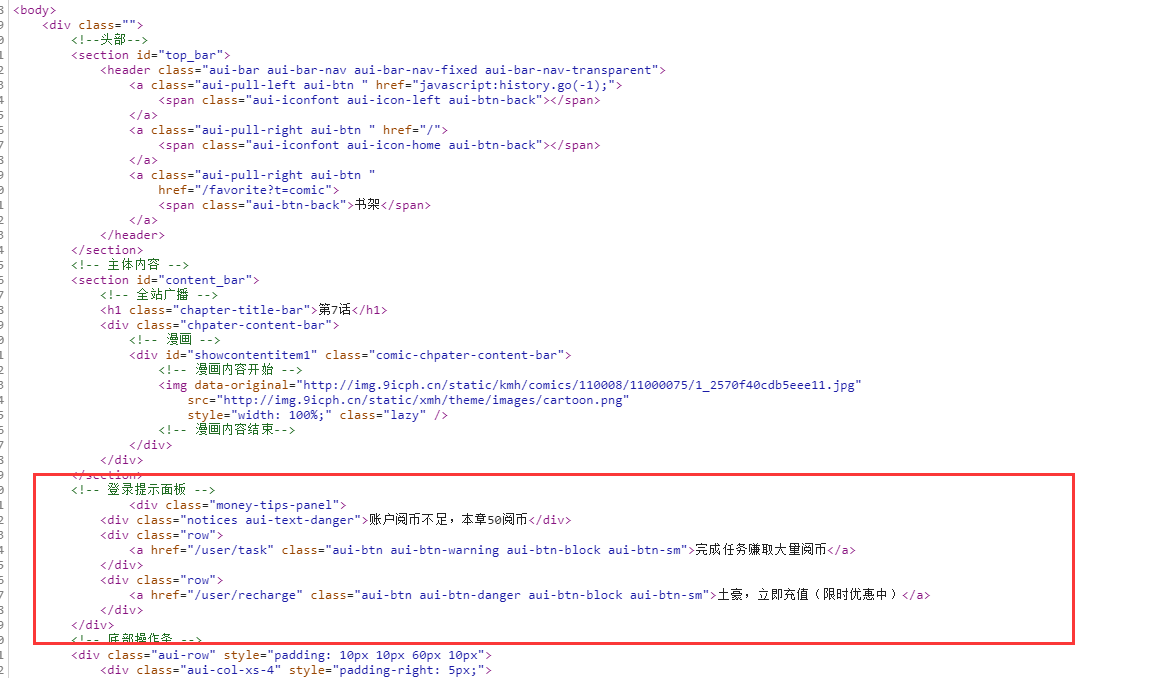 <body>
<div class="">
<!--头部-->
<section id="top_bar">
<header class="aui-bar aui-bar-nav aui-bar-nav-fixed aui-bar-nav-transparent">
<a class="aui-pull-left aui-btn " href="javascript:history.go(-1);">
<span class="aui-iconfont aui-icon-left aui-btn-back"></span>
</a>
<a class="aui-pull-right aui-btn " href="/">
<span class="aui-iconfont aui-icon-home aui-btn-back"></span>
</a>
<a class="aui-pull-right aui-btn "
href="/favorite?t=comic">
<span class="aui-btn-back">书架</span>
</a>
</header>
</section>
<!-- 主体内容 -->
<section id="content_bar">
<!-- 全站广播 -->
<h1 class="chapter-title-bar">第7话</h1>
<div class="chpater-content-bar">
<!-- 漫画 -->
<div id="showcontentitem1" class="comic-chpater-content-bar">
<!-- 漫画内容开始 -->
<img data-original="http://img.9icph.cn/static/kmh/comics/110008/11000075/1_2570f40cdb5eee11.jpg"
src="http://img.9icph.cn/static/xmh/theme/images/cartoon.png"
style="width: 100%;" class="lazy" />
<!-- 漫画内容结束-->
</div>
</div>
</section>
<!-- 登录提示面板 -->
<div class="money-tips-panel">
<div class="notices aui-text-danger">账户阅币不足，本章50阅币</div>
<div class="row">
<a href="/user/task" class="aui-btn aui-btn-warning aui-btn-block aui-btn-sm">完成任务赚取大量阅币</a>
</div>
<div class="row">
<a href="/user/recharge" class="aui-btn aui-btn-danger aui-btn-block aui-btn-sm">土豪，立即充值（限时优惠中）</a>
</div>
</div>
<!-- 底部操作条 -->
<div class="aui-row" style="padding: 10px 10px 60px 10px">
<div class="aui-col-xs-4" style="padding-right: 5px;">